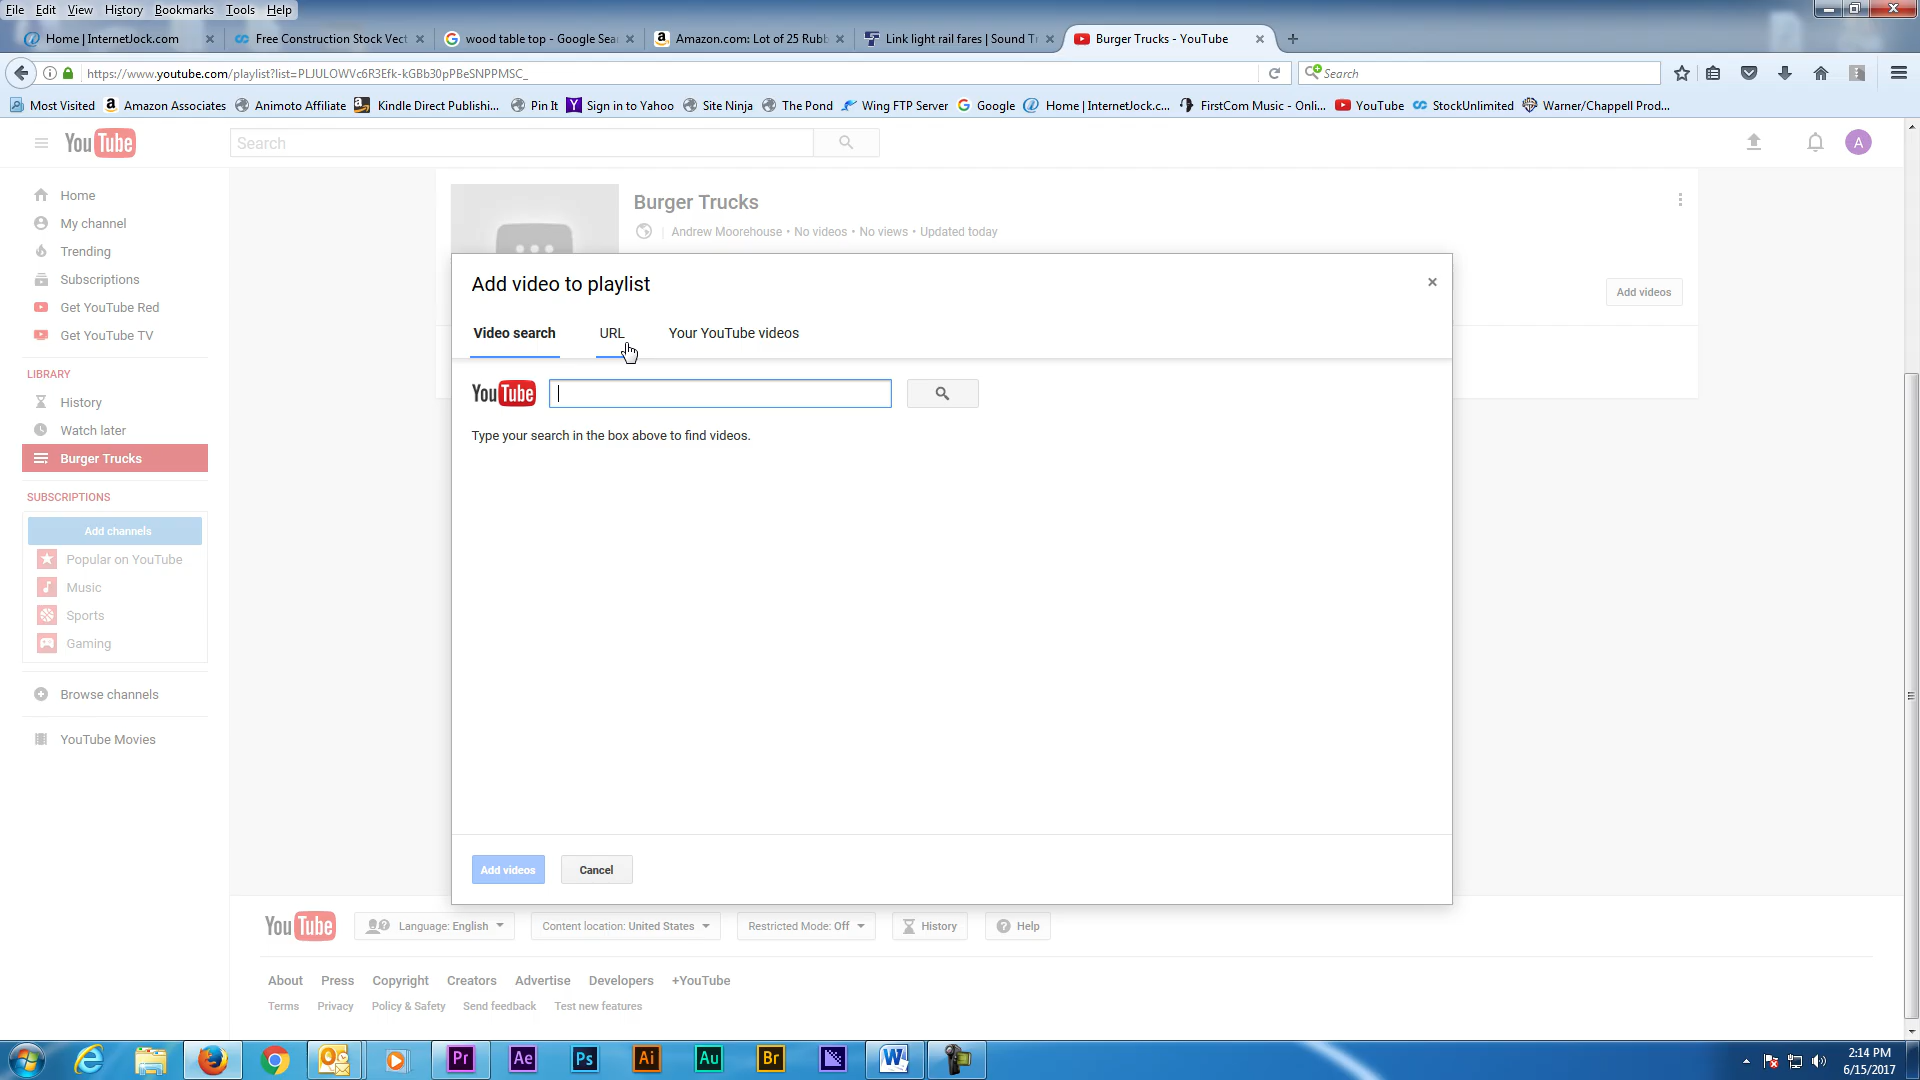 File Edit View History Bookmarks Tools Help
Home | InternetJock.com
Free Construction Stock Vect
wood table top - Google Sea
Amazon.com: Lot of 25 Rubb
Link light rail fares | Sound T
Burger Trucks - YouTube
https://www.youtube.com/playlist?list=PLJULOWVc6R3Efk-kGBb30pPBeSNPPMSC_
Search
Most Visited Amazon Associates Animoto Affiliate Kindle Direct Publishi... Pin It Sign in to Yahoo Site Ninja The Pond Wing FTP Server Google Home | InternetJock.c... FirstCom Music - Onli... YouTube StockUnlimited Warner/Chappell Prod...
YouTube
Search
A
Home
My channel
Trending
Subscriptions
Get YouTube Red
Get YouTube TV
LIBRARY
History
Watch later
Burger Trucks
SUBSCRIPTIONS
Add channels
Popular on YouTube
Music
Sports
Gaming
Browse channels
YouTube Movies
Burger Trucks
Andrew Moorehouse • No videos • No views • Updated today
Add videos
Add video to playlist
Video search URL Your YouTube videos
YouTube
Type your search in the box above to find videos.
Add videos Cancel
YouTube Language: English Content location: United States Restricted Mode: Off History Help
About Press Copyright Creators Advertise Developers +YouTube
Terms Privacy Policy & Safety Send feedback Test new features
Pr Ae Ps Ai Au Br W
2:14 PM
6/15/2017